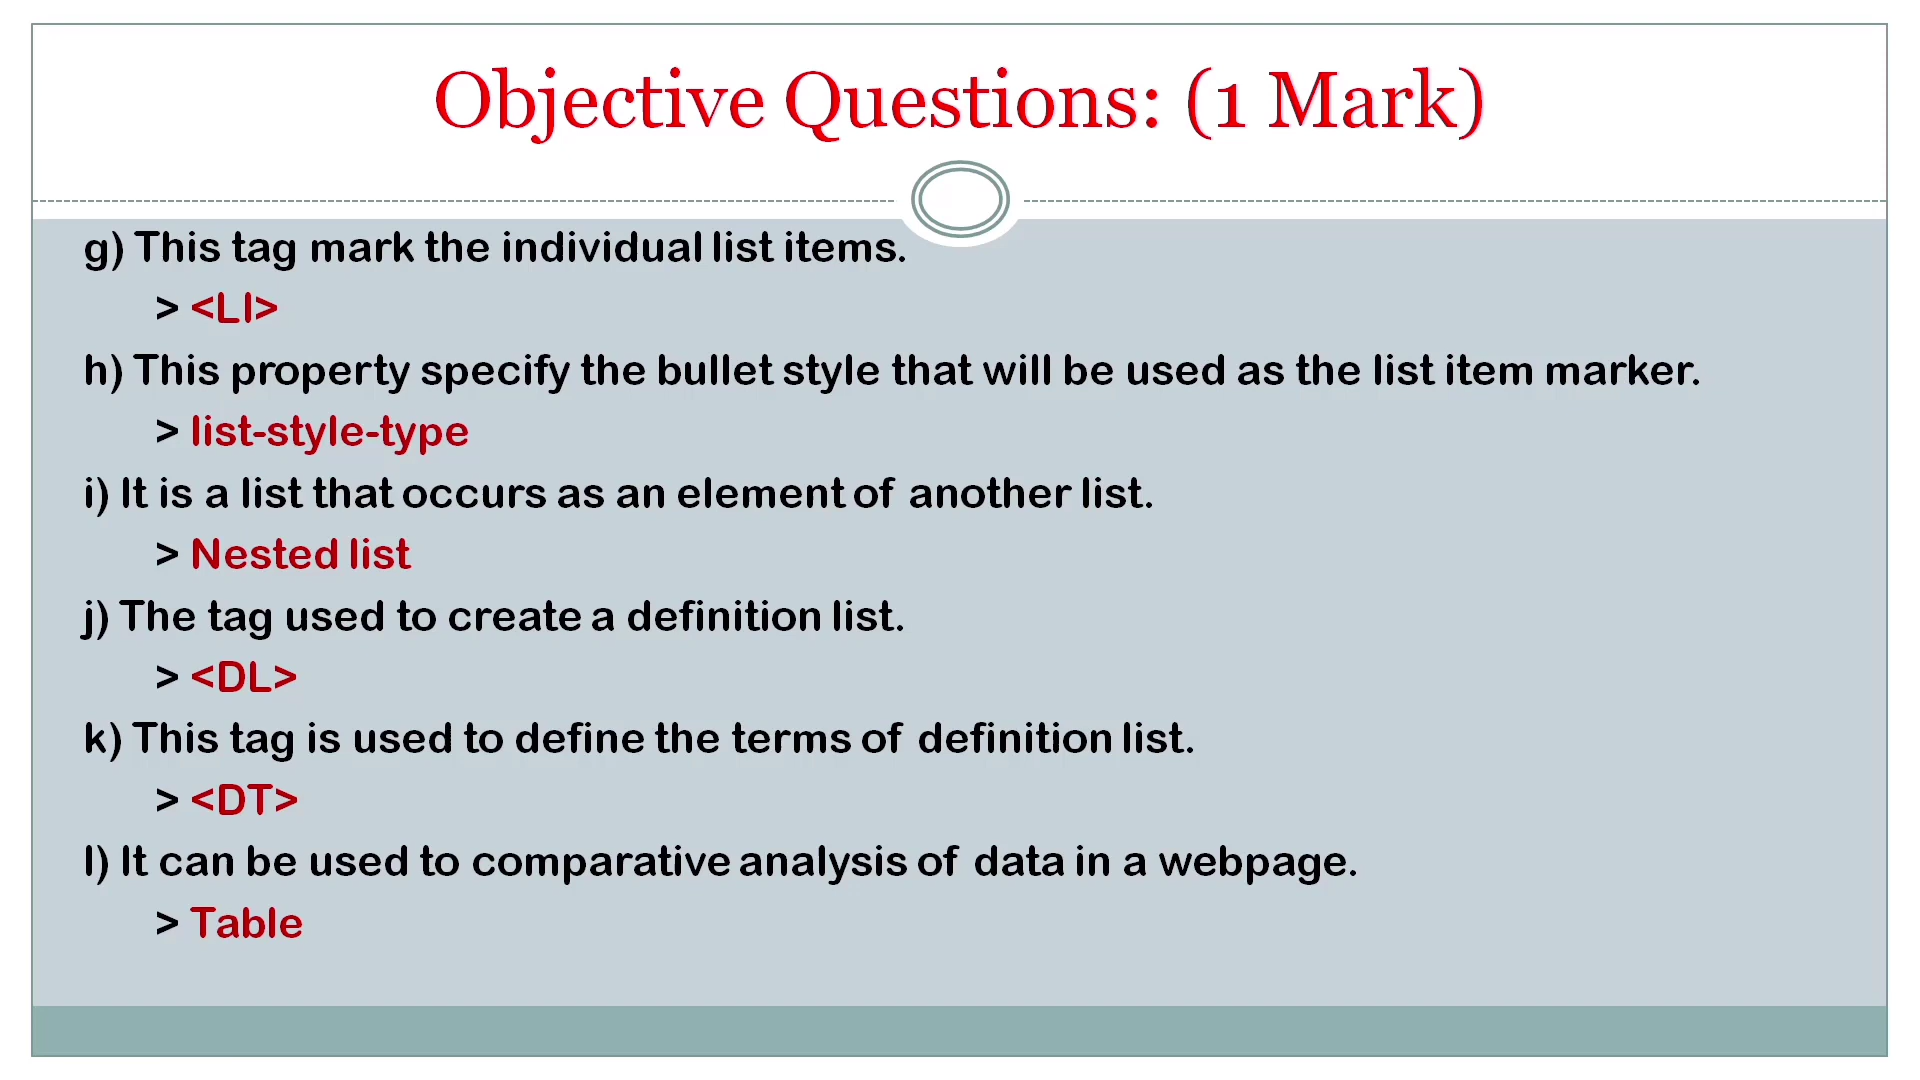 Objective Questions: (1 Mark)
g) This tag mark the individual list items.
> <LI>
h) This property specify the bullet style that will be used as the list item marker.
> list-style-type
i) It is a list that occurs as an element of another list.
> Nested list
j) The tag used to create a definition list.
> <DL>
k) This tag is used to define the terms of definition list.
> <DT>
l) It can be used to comparative analysis of data in a webpage.
> Table